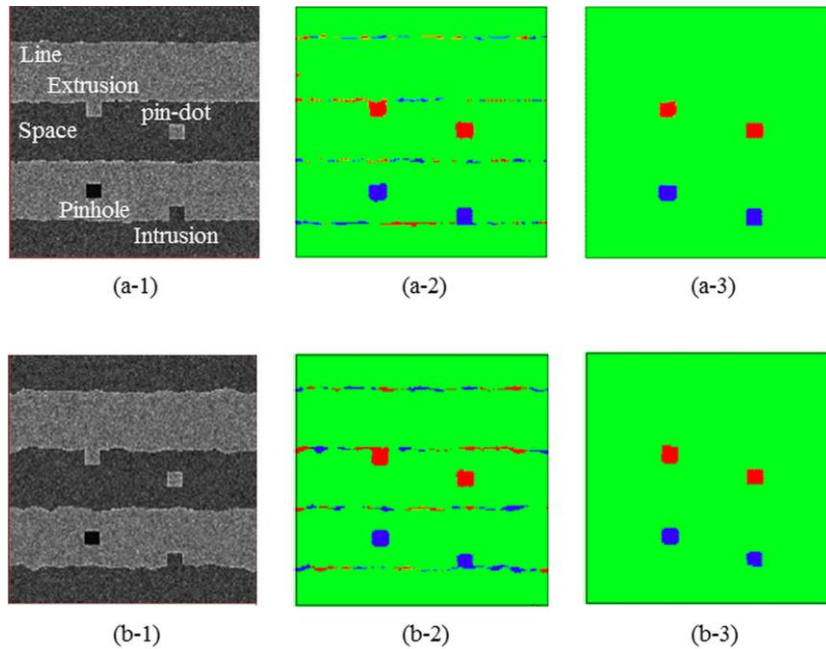 Line
Extrusion
pin-dot
Space
Pinhole
Intrusion
(a-1) (a-2) (a-3)
(b-1) (b-2) (b-3)